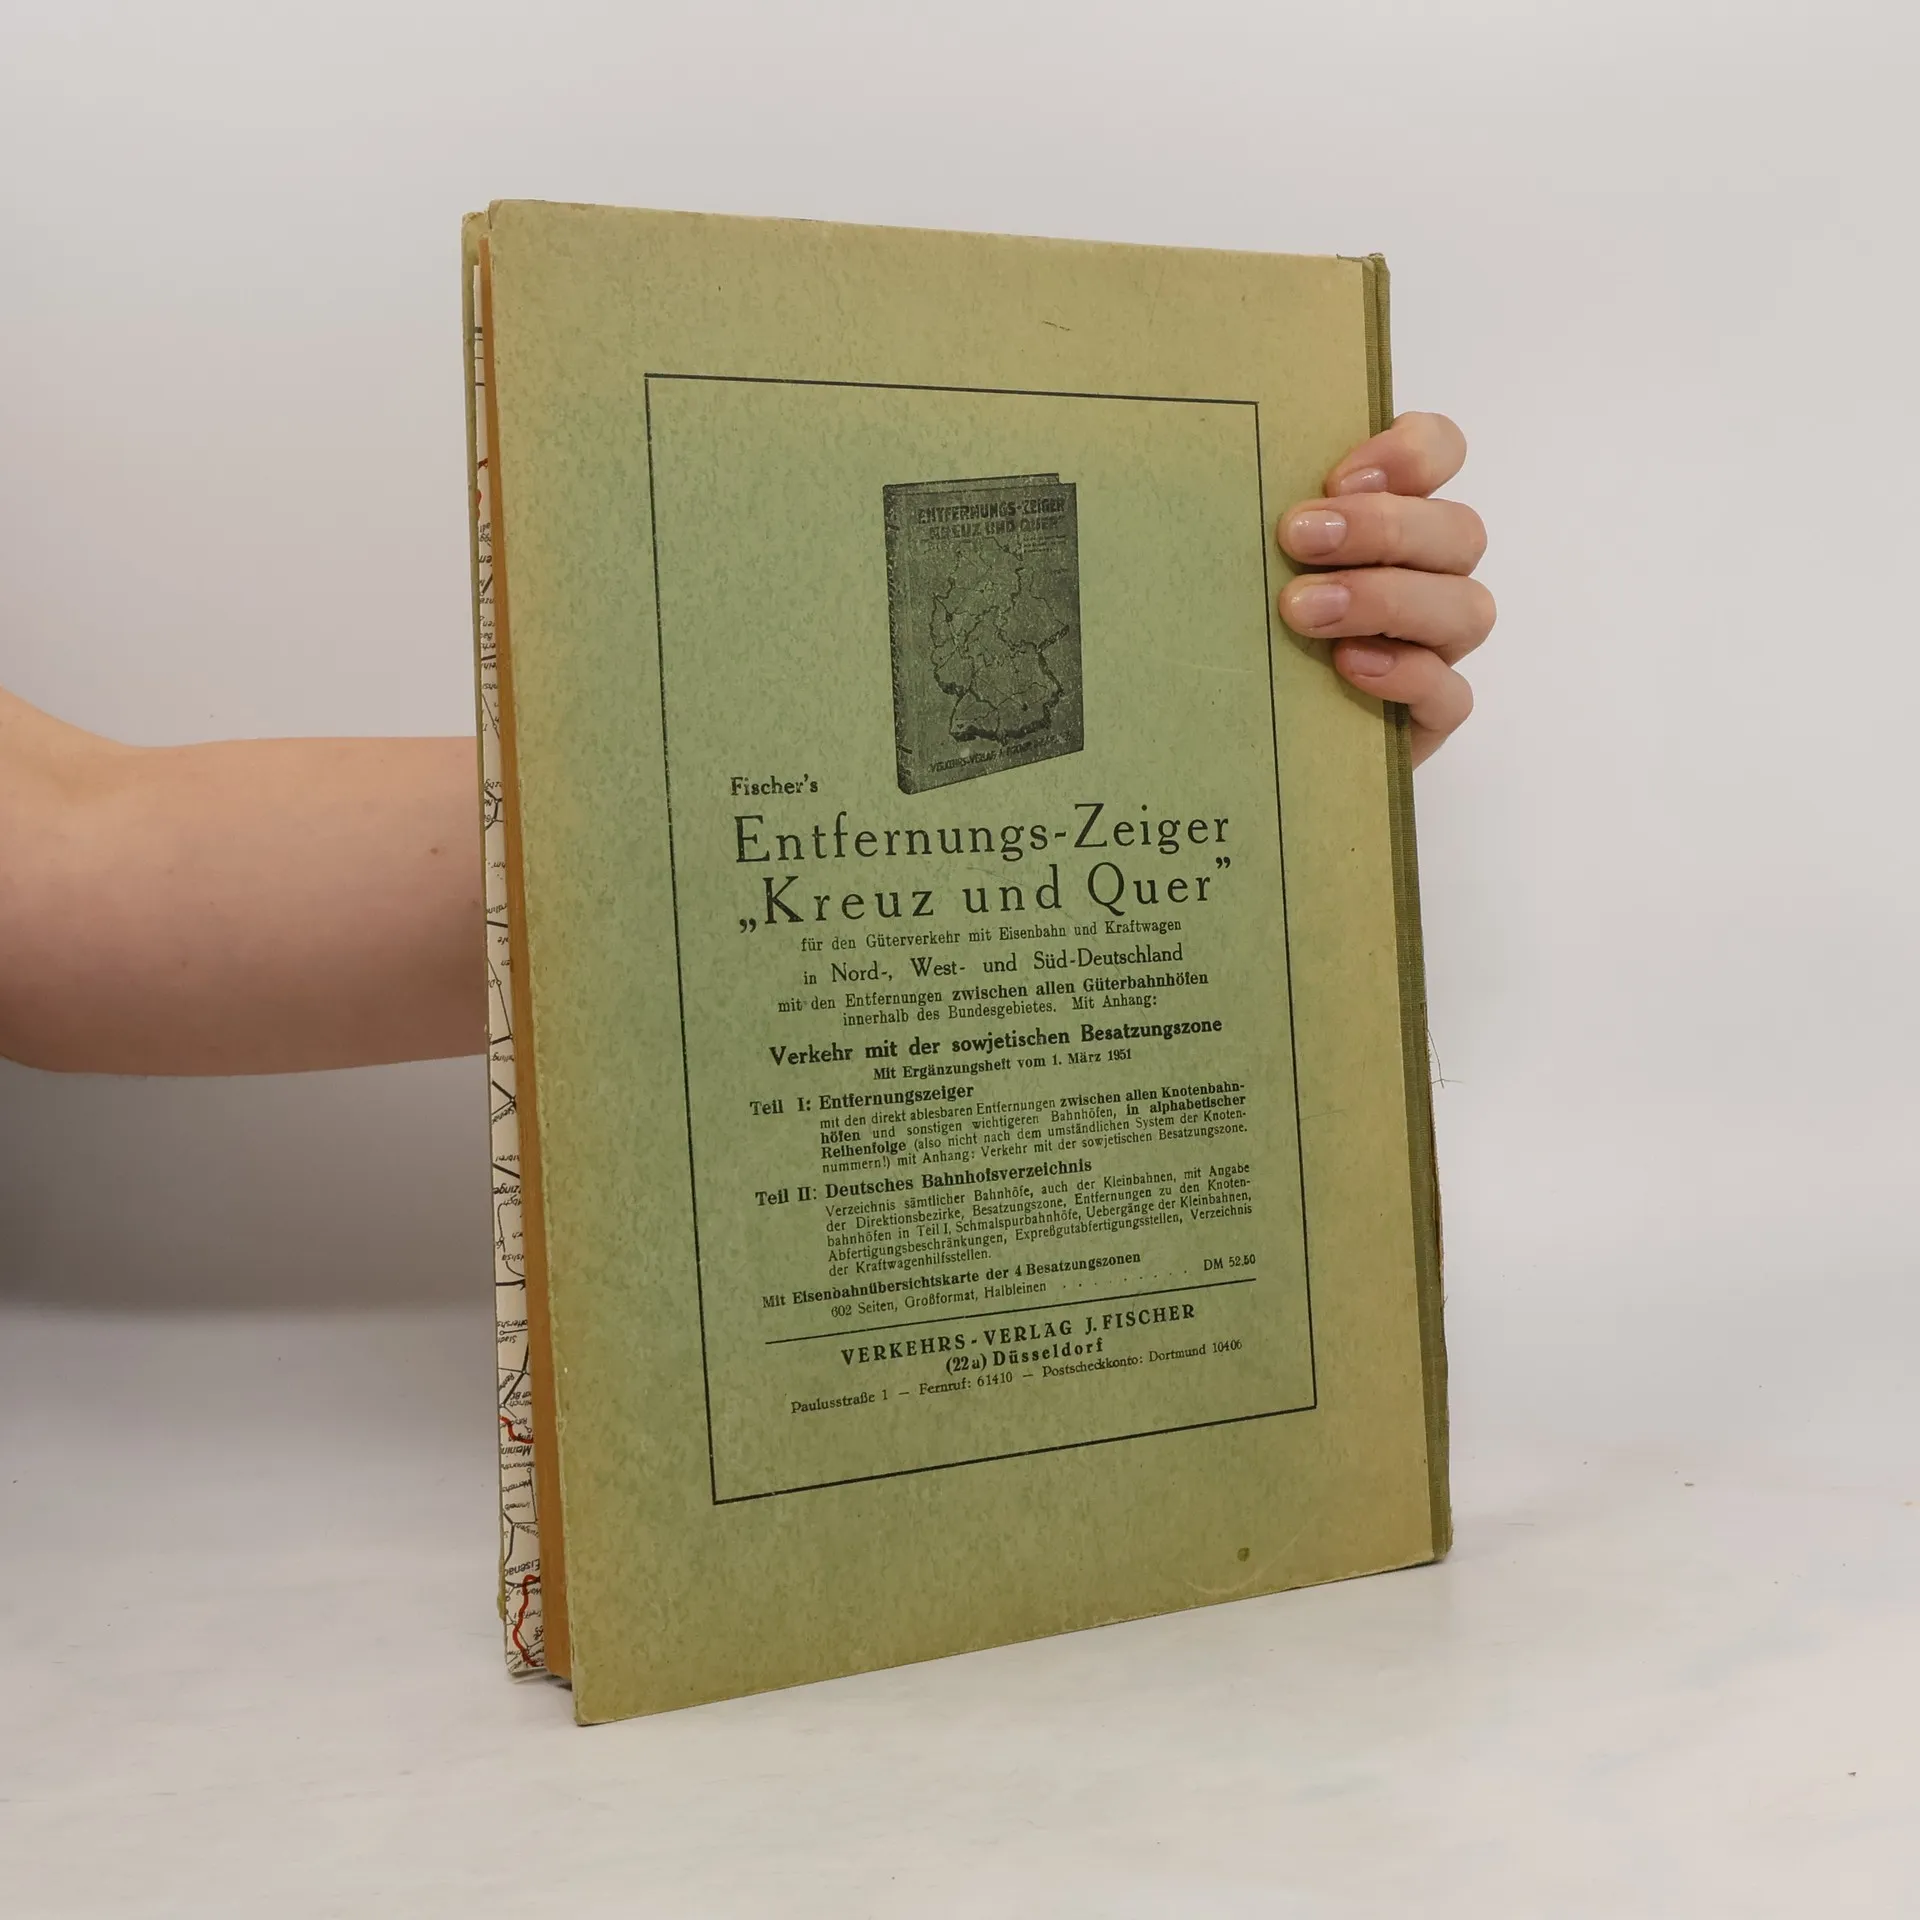 ENTFERNUNGS-ZEIGER
KREUZ UND QUER
Fischer's
Entfernungs-Zeiger
„Kreuz und Quer”
für den Güterverkehr mit Eisenbahn und Kraftwagen
in Nord-, West- und Süd-Deutschland
mit den Entfernungen zwischen allen Güterbahnhöfen
innerhalb des Bundesgebietes. Mit Anhang:
Verkehr mit der sowjetischen Besatzungszone
Mit Ergänzungsheft vom 1. März 1951
Teil I: Entfernungszeiger
mit den direkt ablesbaren Entfernungen zwischen allen Knotenbahn-
höfen und sonstigen wichtigeren Bahnhöfen, in alphabetischer
Reihenfolge (also nicht nach dem umständlichen System der Knoten-
nummern!) mit Anhang: Verkehr mit der sowjetischen Besatzungszone.
Teil II: Deutsches Bahnhofsverzeichnis
Verzeichnis sämtlicher Bahnhöfe, auch der Kleinbahnen, mit Angabe
der Direktionsbezirke, Besatzungszone, Entfernungen zu den Knoten-
bahnhöfen in Teil I, Schmalspurbahnhöfe, Uebergänge der Kleinbahnen,
Abfertigungsbeschränkungen, Expreßgutabfertigungsstellen, Verzeichnis
der Kraftwagenhilfsstellen.
Mit Eisenbahnübersichtskarte der 4 Besatzungszonen
602 Seiten, Großformat, Halbleinen . . . . . . . . . DM 52.50
VERKEHRS-VERLAG J. FISCHER
(22a) Düsseldorf
Paulusstraße 1 — Fernruf: 61410 — Postscheckkonto: Dortmund 10406